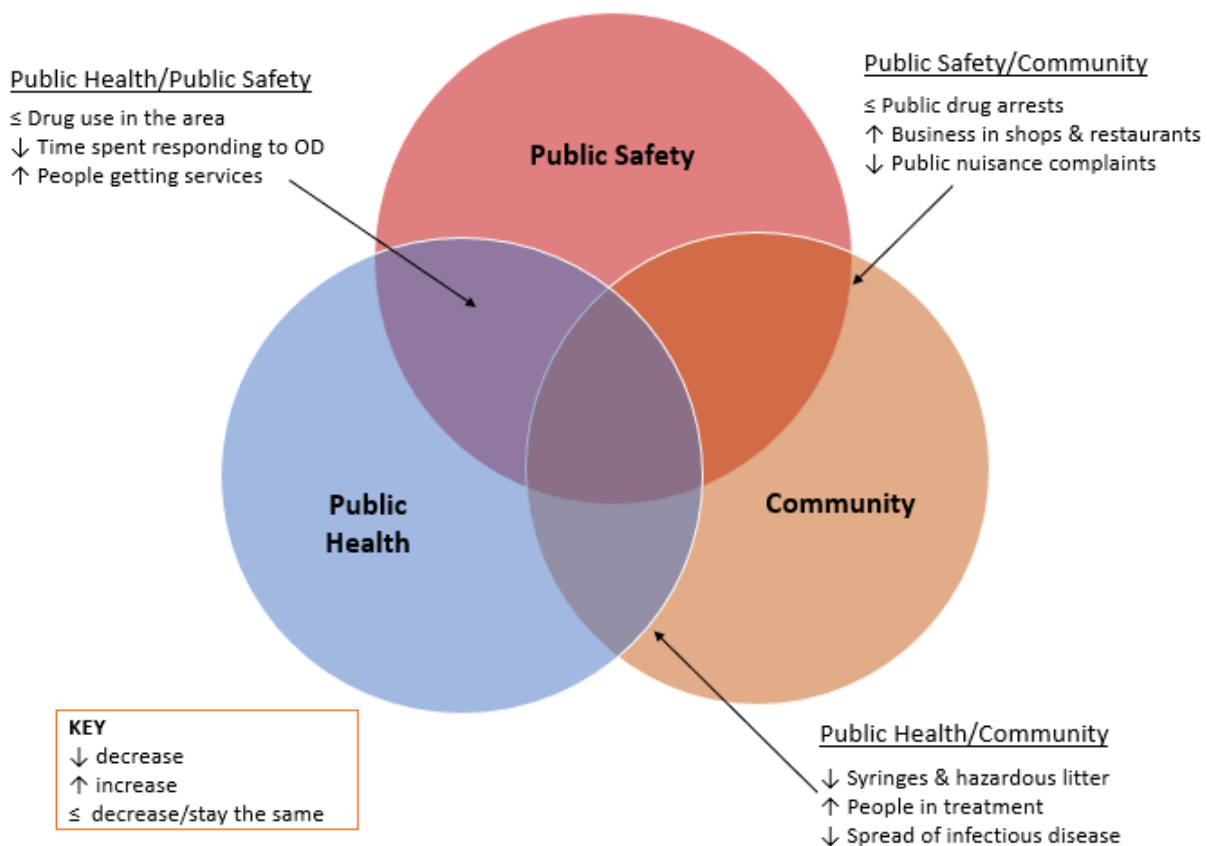 Public Health/Public Safety
≤ Drug use in the area
↓ Time spent responding to OD
↑ People getting services
Public Safety/Community
≤ Public drug arrests
↑ Business in shops & restaurants
↓ Public nuisance complaints
Public Safety
Public
Health
Community
KEY
↓ decrease
↑ increase
≤ decrease/stay the same
Public Health/Community
↓ Syringes & hazardous litter
↑ People in treatment
↓ Spread of infectious disease